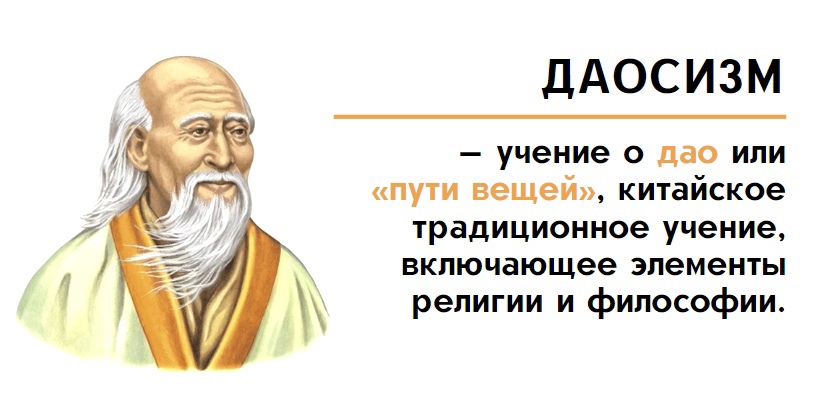 ДАОСИЗМ
— учение о дао или
«пути вещей», китайское
традиционное учение,
включающее элементы
религии и философии.